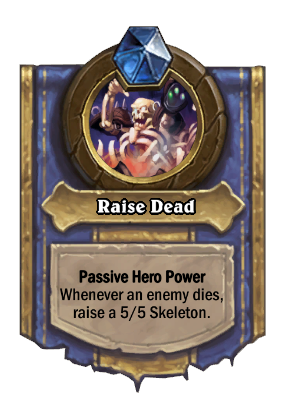 Raise Dead
Passive Hero Power
Whenever an enemy dies,
raise a 5/5 Skeleton.